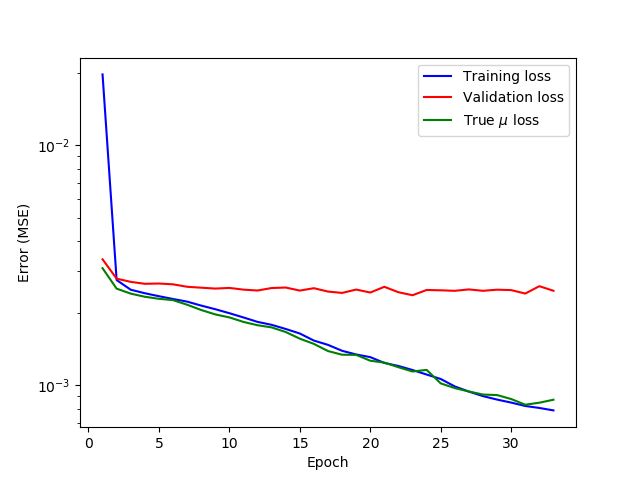 Training loss
Validation loss
True μ loss
10⁻²
10⁻³
Error (MSE)
0 5 10 15 20 25 30
Epoch